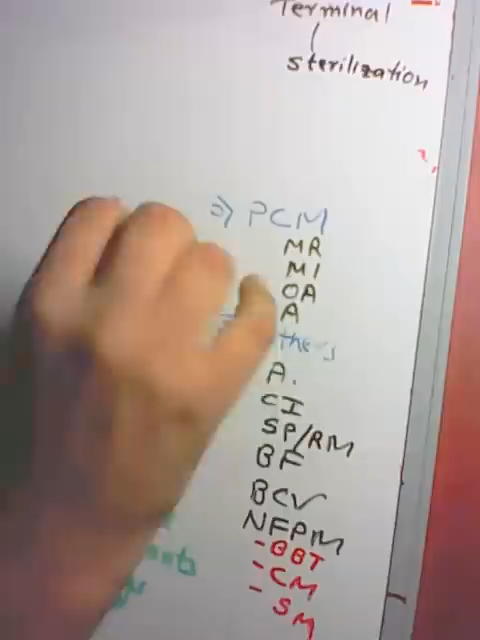 Terminal
sterilization
⇒ PCM
MR
MI
OA
A
A.
CI
SP/RM
BF
BCV
NFPM
- BBT
- CM
- SM